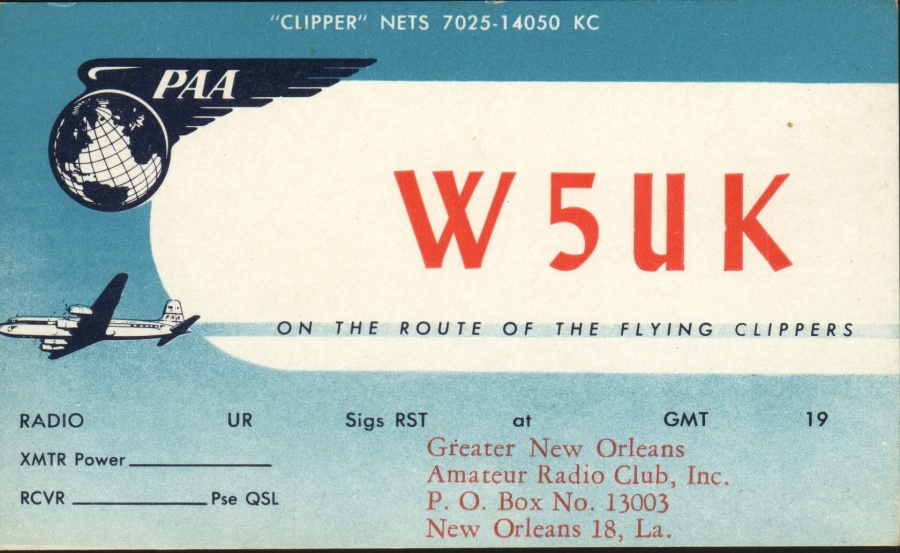 "CLIPPER" NETS 7025-14050 KC
PAA
W5UK
ON THE ROUTE OF THE FLYING CLIPPERS
RADIO UR Sigs RST at GMT 19
XMTR Power
RCVR Pse QSL
Greater New Orleans
Amateur Radio Club, Inc.
P. O. Box No. 13003
New Orleans 18, La.